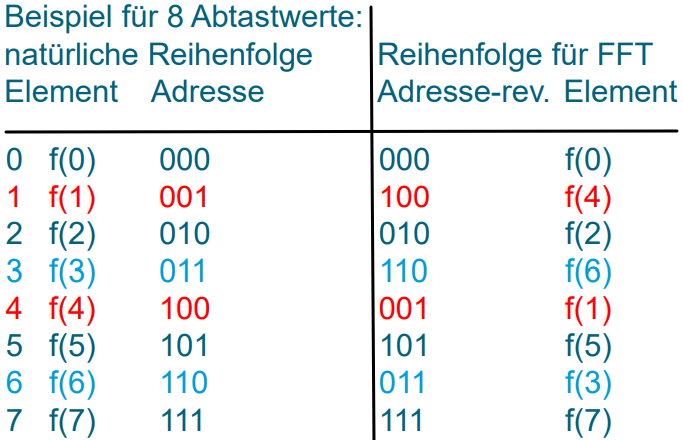 Beispiel für 8 Abtastwerte:
natürliche Reihenfolge Reihenfolge für FFT
Element Adresse Adresse-rev. Element
0 f(0) 000 000 f(0)
1 f(1) 001 100 f(4)
2 f(2) 010 010 f(2)
3 f(3) 011 110 f(6)
4 f(4) 100 001 f(1)
5 f(5) 101 101 f(5)
6 f(6) 110 011 f(3)
7 f(7) 111 111 f(7)